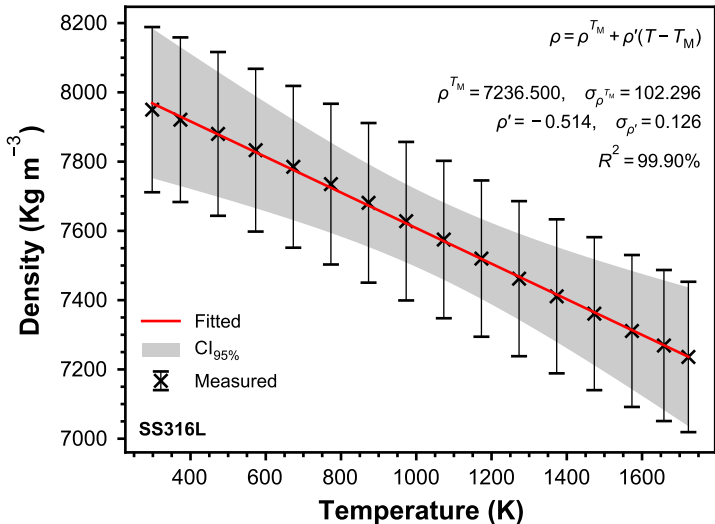 ρ = ρ^{T_M} + ρ′(T − T_M)
ρ^{T_M} = 7236.500, σ_{ρ^{T_M}} = 102.296
ρ′ = −0.514, σ_{ρ′} = 0.126
R² = 99.90%
8200
8000
7800
7600
7400
7200
7000
Density (Kg m⁻³)
Fitted
CI₉₅%
Measured
SS316L
400 600 800 1000 1200 1400 1600
Temperature (K)